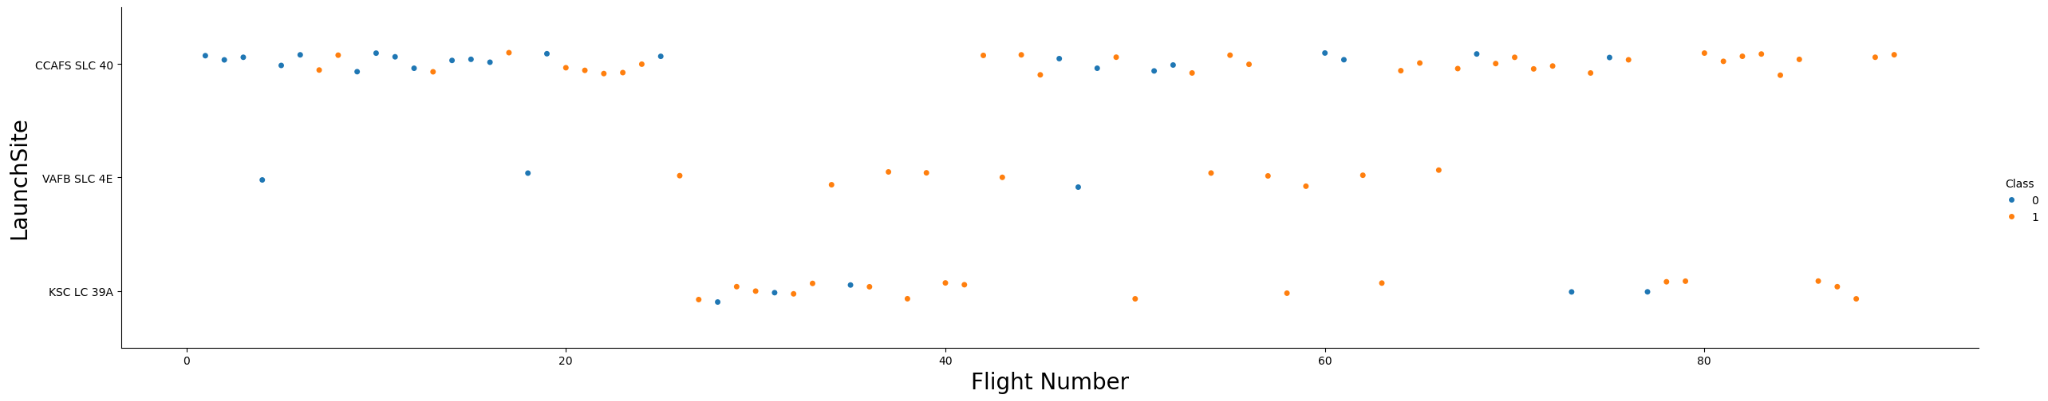 CCAFS SLC 40
VAFB SLC 4E
KSC LC 39A
LaunchSite
0 20 40 60 80
Flight Number
Class
0
1